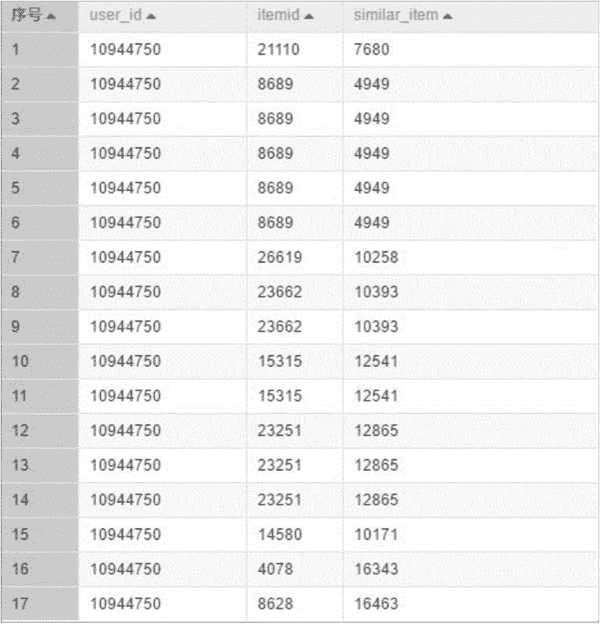 序号 user_id itemid similar_item
1 10944750 21110 7680
2 10944750 8689 4949
3 10944750 8689 4949
4 10944750 8689 4949
5 10944750 8689 4949
6 10944750 8689 4949
7 10944750 26619 10258
8 10944750 23662 10393
9 10944750 23662 10393
10 10944750 15315 12541
11 10944750 15315 12541
12 10944750 23251 12865
13 10944750 23251 12865
14 10944750 23251 12865
15 10944750 14580 10171
16 10944750 4078 16343
17 10944750 8628 16463